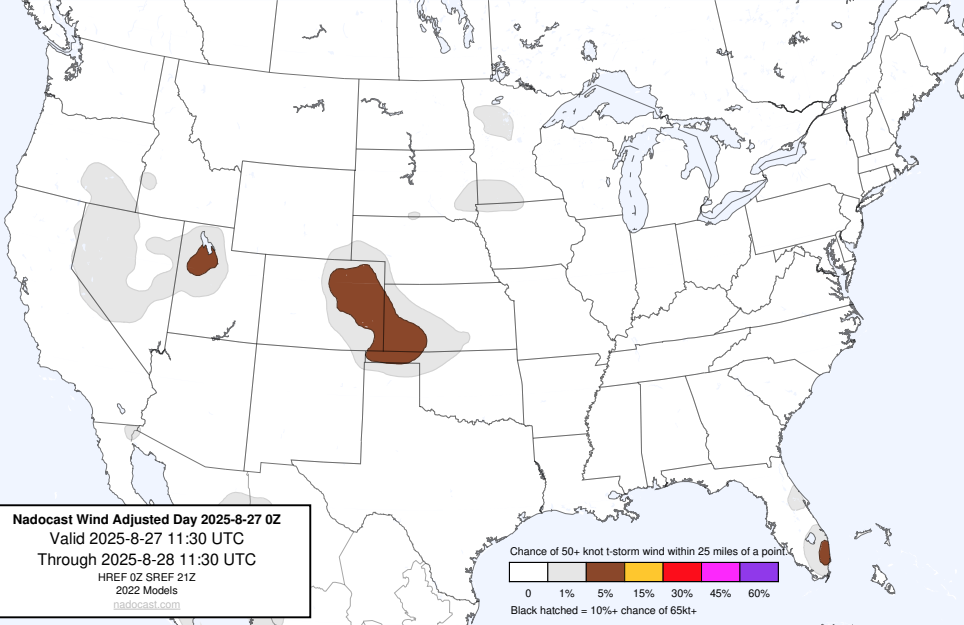 Nadocast Wind Adjusted Day 2025-8-27 0Z
Valid 2025-8-27 11:30 UTC
Through 2025-8-28 11:30 UTC
HREF 0Z SREF 21Z
2022 Models
nadocast.com
Chance of 50+ knot t-storm wind within 25 miles of a point.
0 1% 5% 15% 30% 45% 60%
Black hatched = 10%+ chance of 65kt+